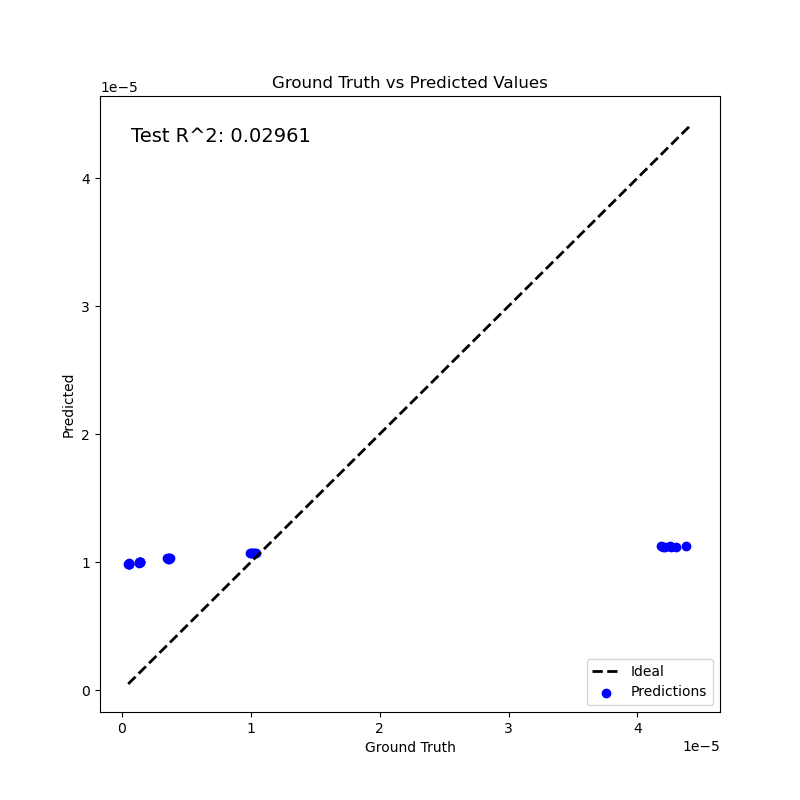 Ground Truth vs Predicted Values
1e−5
Test R^2: 0.02961
4
3
2
1
0
Predicted
Ideal
Predictions
0 1 2 3 4
1e−5
Ground Truth